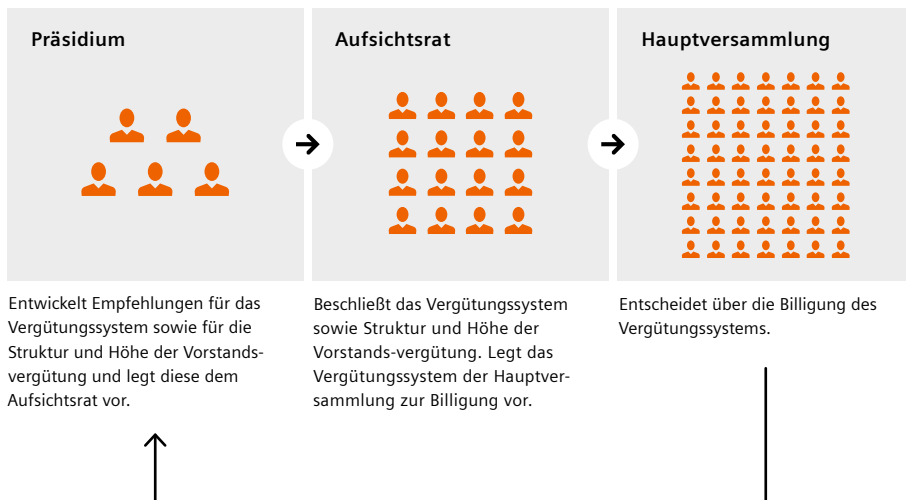 Präsidium
Aufsichtsrat
Hauptversammlung
Entwickelt Empfehlungen für das
Vergütungssystem sowie für die
Struktur und Höhe der Vorstands-
vergütung und legt diese dem
Aufsichtsrat vor.
Beschließt das Vergütungssystem
sowie Struktur und Höhe der
Vorstands-vergütung. Legt das
Vergütungssystem der Hauptver-
sammlung zur Billigung vor.
Entscheidet über die Billigung des
Vergütungssystems.